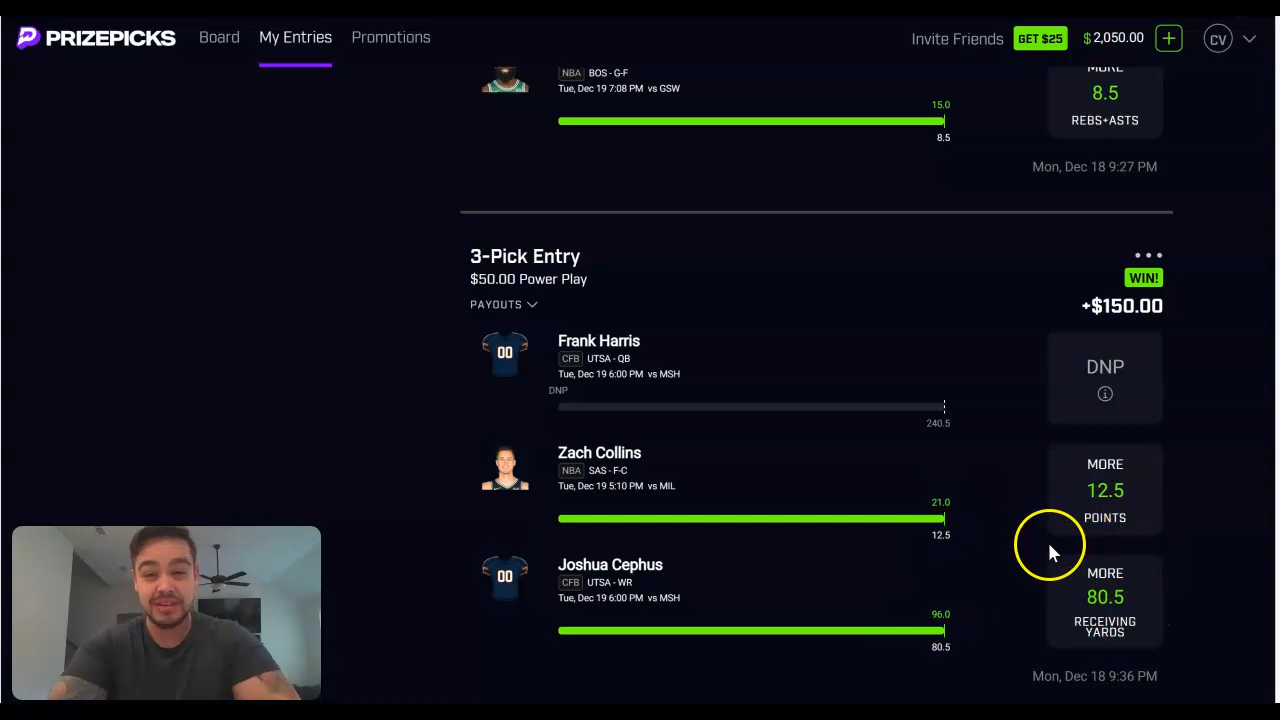 PRIZEPICKS
Board
My Entries
Promotions
Invite Friends
GET $25
$ 2,050.00
CV
NBA BOS - G-F
Tue, Dec 19 7:08 PM vs GSW
15.0
8.5
MORE
8.5
REBS+ASTS
Mon, Dec 18 9:27 PM
3-Pick Entry
$50.00 Power Play
PAYOUTS
WIN!
+$150.00
00
Frank Harris
CFB UTSA - QB
Tue, Dec 19 6:00 PM vs MSH
DNP
240.5
DNP
Zach Collins
NBA SAS - F-C
Tue, Dec 19 5:10 PM vs MIL
21.0
12.5
MORE
12.5
POINTS
00
Joshua Cephus
CFB UTSA - WR
Tue, Dec 19 6:00 PM vs MSH
96.0
80.5
MORE
80.5
RECEIVING
YARDS
Mon, Dec 18 9:36 PM